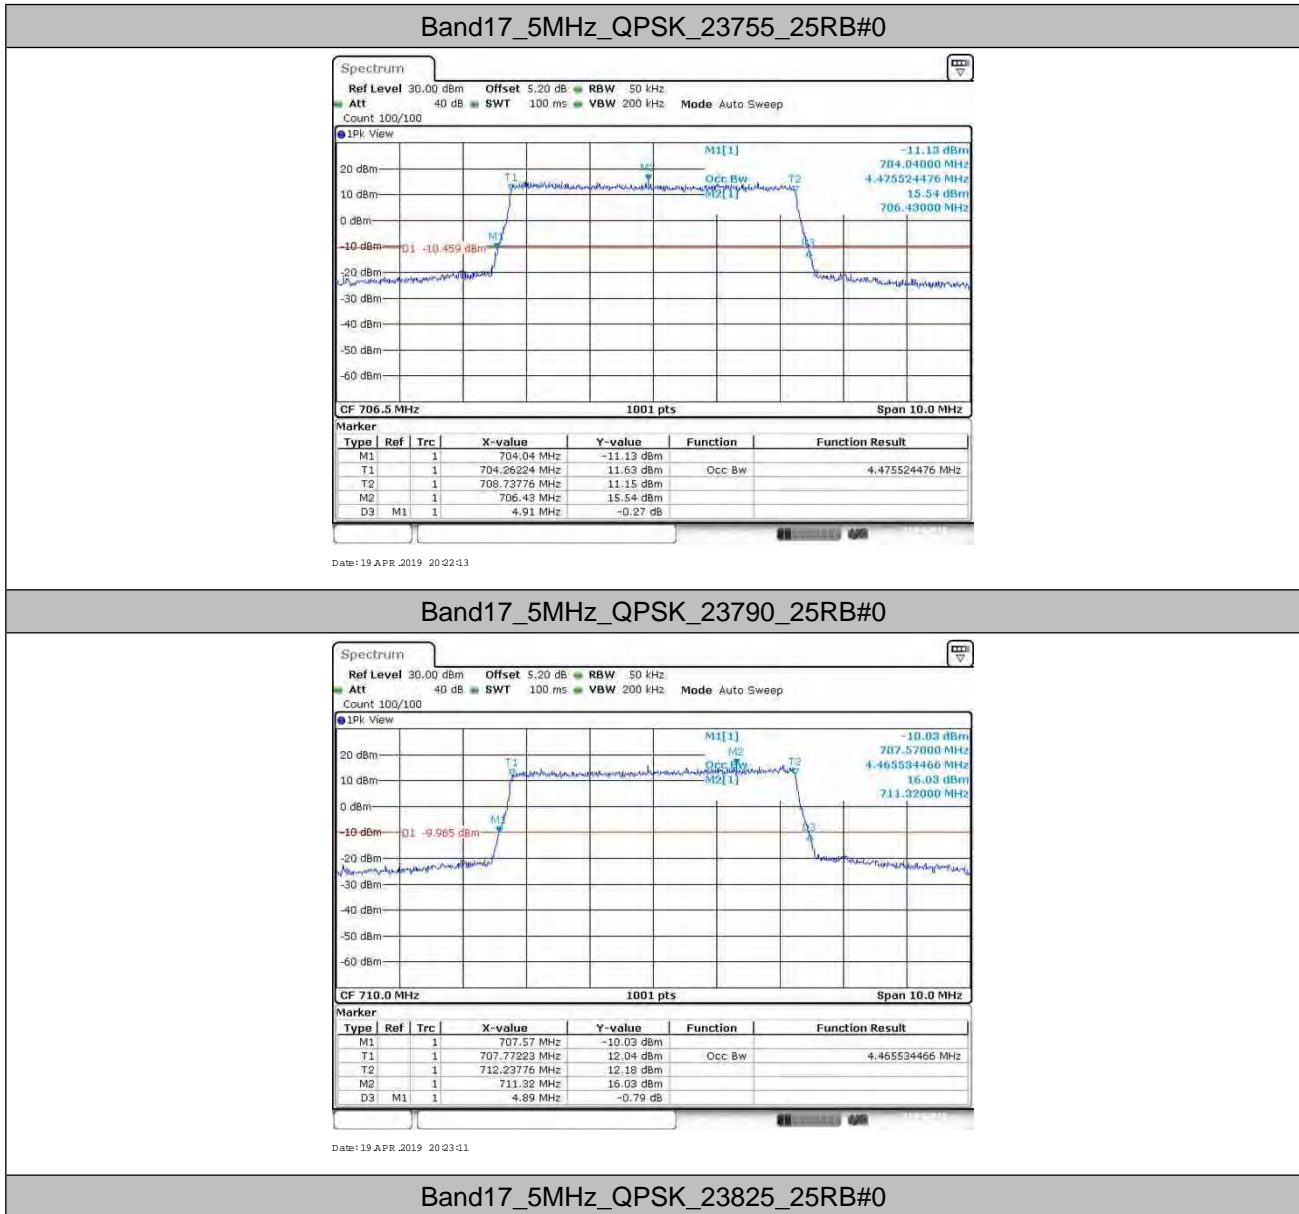 Band17_5MHz_QPSK_23755_25RB#0
Spectrum
Ref Level 30.00 dBm Offset 5.20 dB RBW 50 kHz
Att 40 dB SWT 100 ms VBW 200 kHz Mode Auto Sweep
Count 100/100
1Pk View
M1[1] -11.13 dBm
704.04000 MHz
20 dBm
M2
T1
Occ Bw 4.475524476 MHz
T2
10 dBm
M2[1] 15.54 dBm
706.43000 MHz
0 dBm
M1
-10 dBm
D1 -10.459 dBm
D3
-20 dBm
-30 dBm
-40 dBm
-50 dBm
-60 dBm
CF 706.5 MHz 1001 pts Span 10.0 MHz
Marker
Type Ref Trc X-value Y-value Function Function Result
M1 1 704.04 MHz -11.13 dBm
T1 1 704.26224 MHz 11.63 dBm Occ Bw 4.475524476 MHz
T2 1 708.73776 MHz 11.15 dBm
M2 1 706.43 MHz 15.54 dBm
D3 M1 1 4.91 MHz -0.27 dB
Date: 19.APR.2019 20:22:13
Band17_5MHz_QPSK_23790_25RB#0
Spectrum
Ref Level 30.00 dBm Offset 5.20 dB RBW 50 kHz
Att 40 dB SWT 100 ms VBW 200 kHz Mode Auto Sweep
Count 100/100
1Pk View
M1[1] -10.03 dBm
707.57000 MHz
20 dBm
M2
T1
Occ Bw 4.465534466 MHz
T2
10 dBm
M2[1] 16.03 dBm
711.32000 MHz
0 dBm
M1
-10 dBm
D1 -9.965 dBm
D3
-20 dBm
-30 dBm
-40 dBm
-50 dBm
-60 dBm
CF 710.0 MHz 1001 pts Span 10.0 MHz
Marker
Type Ref Trc X-value Y-value Function Function Result
M1 1 707.57 MHz -10.03 dBm
T1 1 707.77223 MHz 12.04 dBm Occ Bw 4.465534466 MHz
T2 1 712.23776 MHz 12.18 dBm
M2 1 711.32 MHz 16.03 dBm
D3 M1 1 4.89 MHz -0.79 dB
Date: 19.APR.2019 20:23:11
Band17_5MHz_QPSK_23825_25RB#0